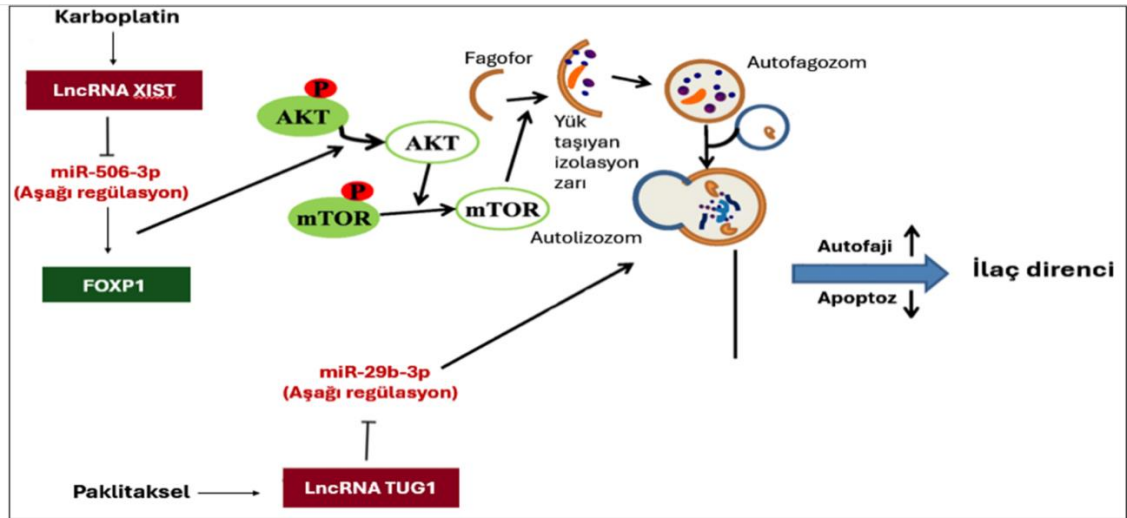 Karboplatin
LncRNA XIST
miR-506-3p
(Aşağı regülasyon)
FOXP1
P
AKT
AKT
P
mTOR
mTOR
Fagofor
Yük
taşıyan
izolasyon
zarı
Autofagozom
Autolizozom
Autofaji
Apoptoz
İlaç direnci
miR-29b-3p
(Aşağı regülasyon)
Paklitaksel
LncRNA TUG1